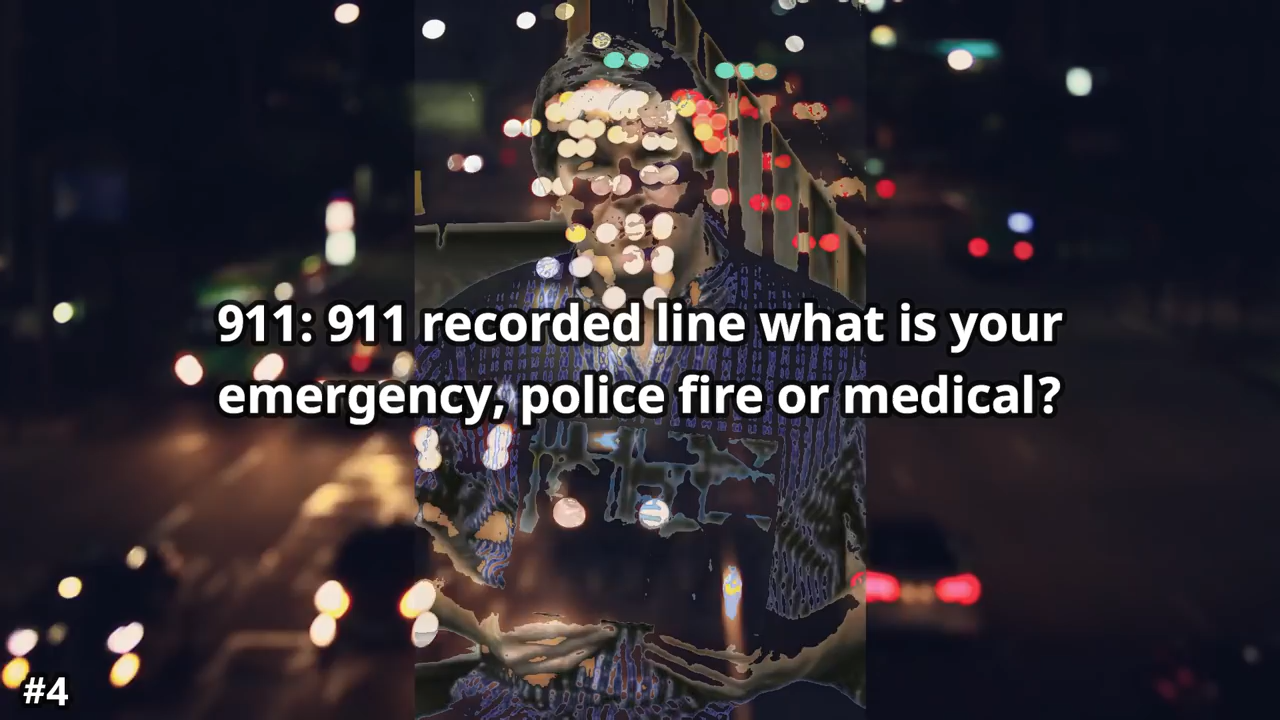 911: 911 recorded line what is your
emergency, police fire or medical?
#4